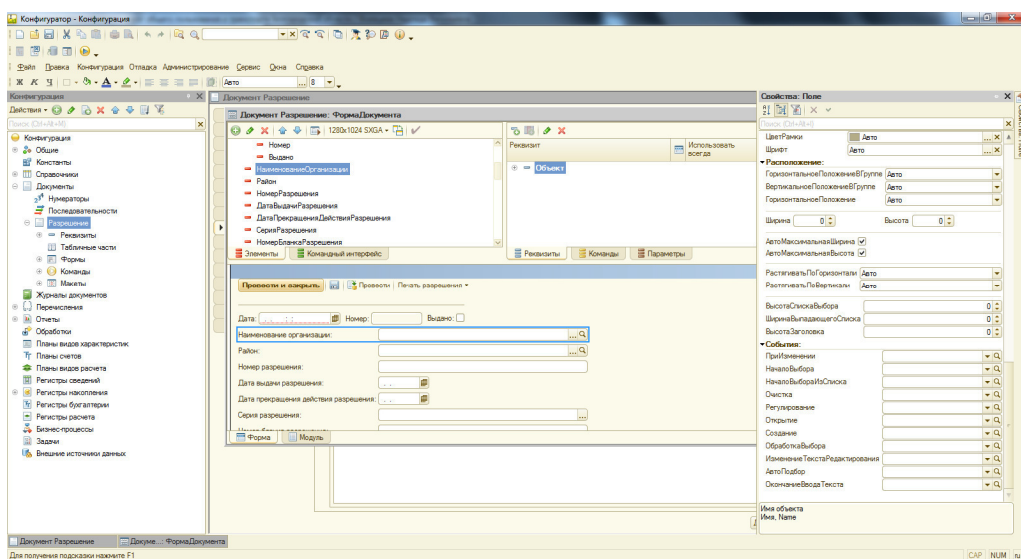 Конфигуратор - Конфигурация
Файл Правка Конфигурация Отладка Администрирование Сервис Окна Справка
Ж К Ч Авто 8
Конфигурация
Действия
Поиск (Ctrl+Alt+M)
Конфигурация
Общие
Константы
Справочники
Документы
Нумераторы
Последовательности
Разрешение
Реквизиты
Табличные части
Формы
Команды
Макеты
Журналы документов
Перечисления
Отчеты
Обработки
Планы видов характеристик
Планы счетов
Планы видов расчета
Регистры сведений
Регистры накопления
Регистры бухгалтерии
Регистры расчета
Бизнес-процессы
Задачи
Внешние источники данных
Документ Разрешение
Документ Разрешение: ФормаДокумента
1280x1024 SXGA
Номер
Выдано
НаименованиеОрганизации
Район
НомерРазрешения
ДатаВыдачиРазрешения
ДатаПрекращенияДействияРазрешения
СерияРазрешения
НомерБланкаРазрешения
Элементы Командный интерфейс
Реквизит Использовать всегда
Объект
Реквизиты Команды Параметры
Провести и закрыть Провести Печать разрешения
Дата: Номер: Выдано:
Наименование организации:
Район:
Номер разрешения:
Дата выдачи разрешения:
Дата прекращения действия разрешения:
Серия разрешения:
Форма Модуль
Свойства: Поле
Поиск (Ctrl+Alt+I)
ЦветРамки Авто
Шрифт Авто
Расположение:
ГоризонтальноеПоложениеВГруппе Авто
ВертикальноеПоложениеВГруппе Авто
ГоризонтальноеПоложение Авто
Ширина 0 Высота 0
АвтоМаксимальнаяШирина
АвтоМаксимальнаяВысота
РастягиватьПоГоризонтали Авто
РастягиватьПоВертикали Авто
ВысотаСпискаВыбора 0
ШиринаВыпадающегоСписка 0
ВысотаЗаголовка 0
События:
ПриИзменении
НачалоВыбора
НачалоВыбораИзСписка
Очистка
Регулирование
Открытие
Создание
ОбработкаВыбора
ИзменениеТекстаРедактирования
АвтоПодбор
ОкончаниеВводаТекста
Имя объекта
Имя, Name
Документ Разрешение Докуме...: ФормаДокумента
Для получения подсказки нажмите F1 CAP NUM